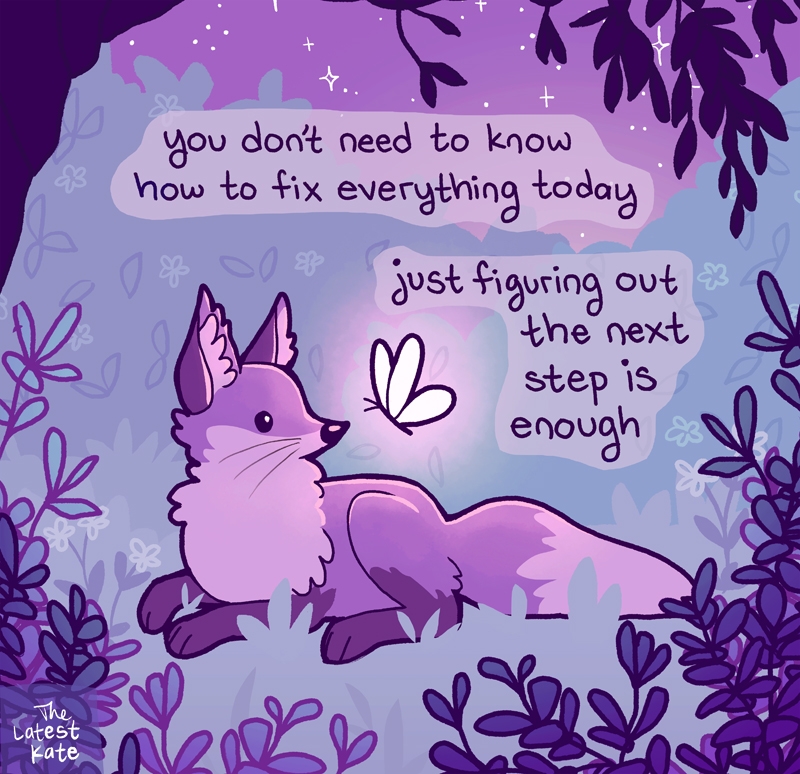 you don't need to know
how to fix everything today
just figuring out
the next
step is
enough
The
Latest
Kate